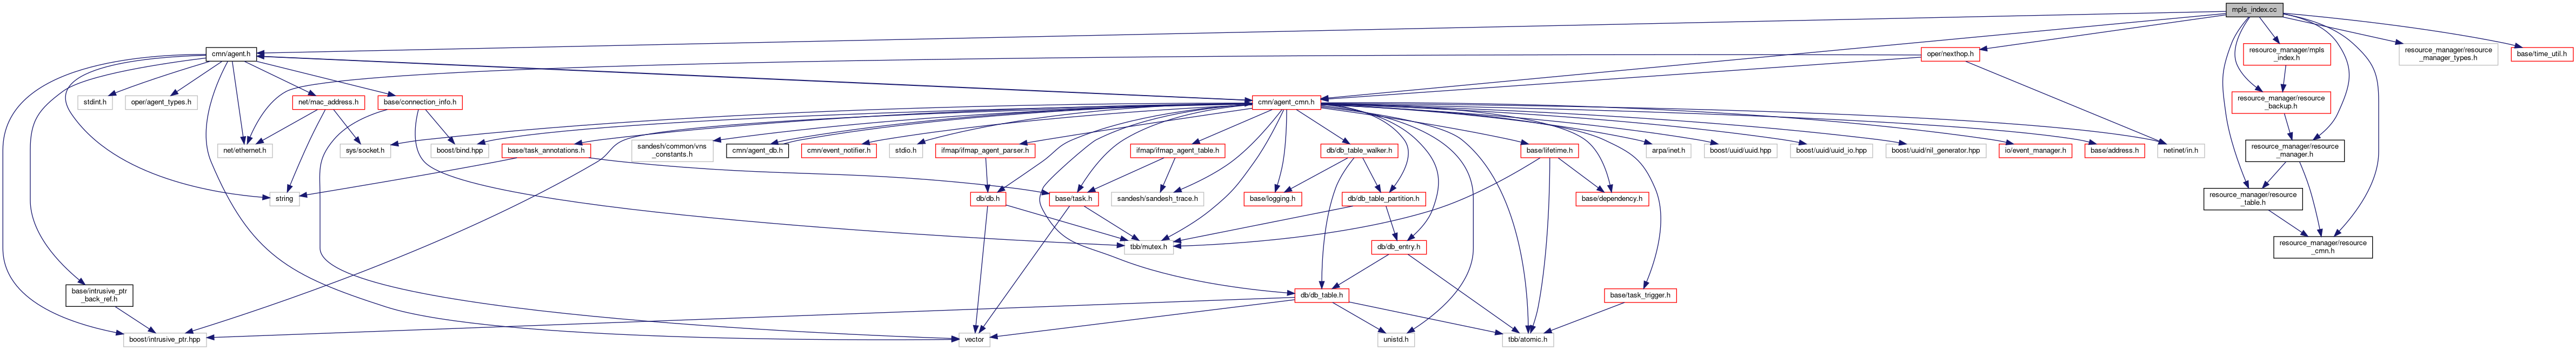 mpls_index.cc
cmn/agent.h
oper/nexthop.h
resource_manager/mpls
_index.h
resource_manager/resource
_manager_types.h
base/time_util.h
stdint.h
oper/agent_types.h
net/mac_address.h
base/connection_info.h
cmn/agent_cmn.h
resource_manager/resource
_backup.h
net/ethernet.h
sys/socket.h
boost/bind.hpp
base/task_annotations.h
sandesh/common/vns
_constants.h
cmn/agent_db.h
cmn/event_notifier.h
stdio.h
ifmap/ifmap_agent_parser.h
ifmap/ifmap_agent_table.h
db/db_table_walker.h
base/lifetime.h
arpa/inet.h
boost/uuid/uuid.hpp
boost/uuid/uuid_io.hpp
boost/uuid/nil_generator.hpp
io/event_manager.h
base/address.h
netinet/in.h
resource_manager/resource
_manager.h
string
db/db.h
base/task.h
sandesh/sandesh_trace.h
base/logging.h
db/db_table_partition.h
base/dependency.h
resource_manager/resource
_table.h
tbb/mutex.h
db/db_entry.h
resource_manager/resource
_cmn.h
base/intrusive_ptr
_back_ref.h
db/db_table.h
base/task_trigger.h
boost/intrusive_ptr.hpp
vector
unistd.h
tbb/atomic.h